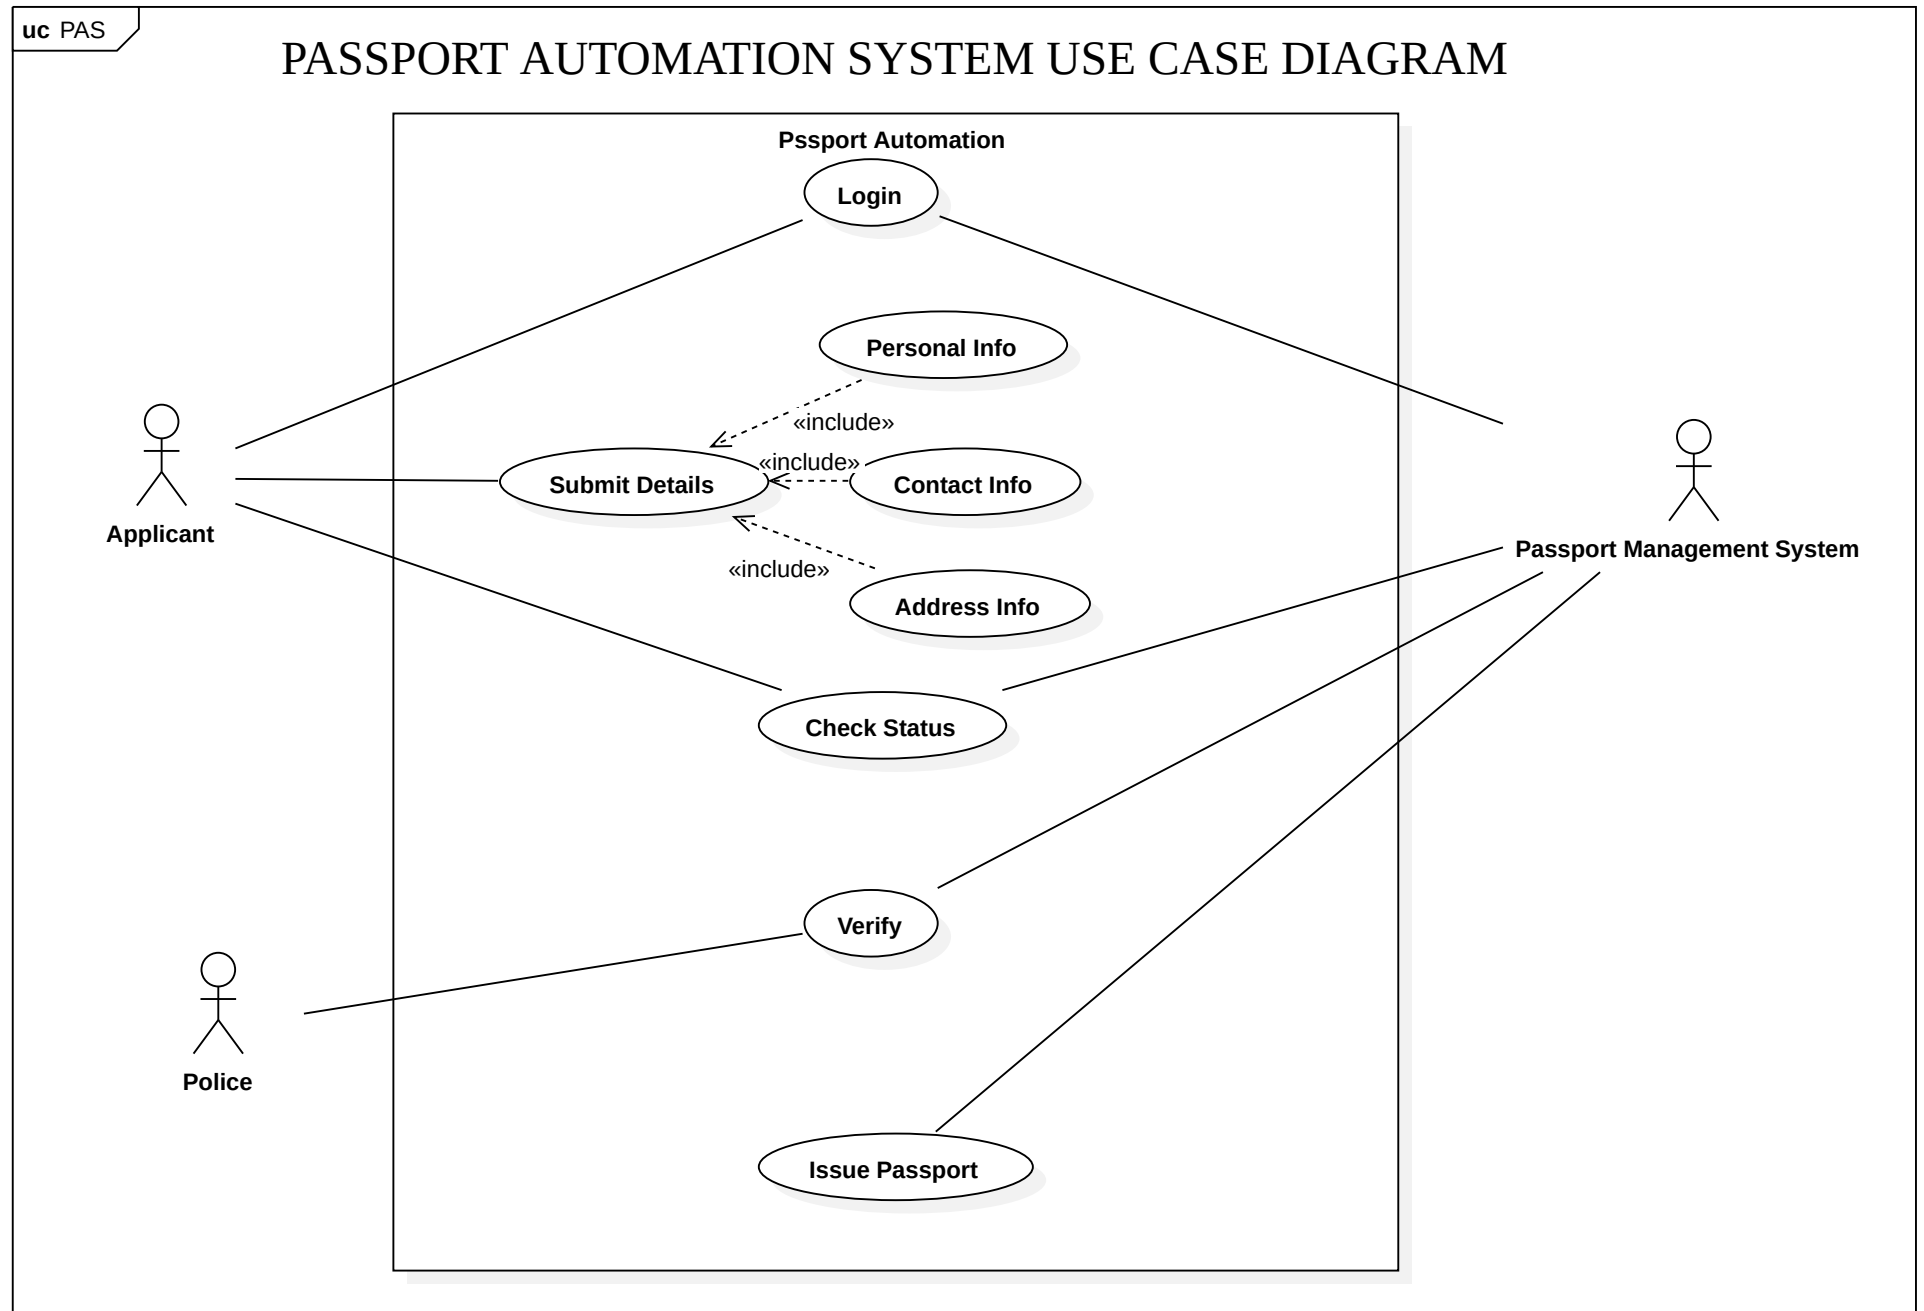 uc PAS
PASSPORT AUTOMATION SYSTEM USE CASE DIAGRAM
Pssport Automation
Login
Personal Info
«include»
«include»
Submit Details
Contact Info
Applicant
Passport Management System
«include»
Address Info
Check Status
Verify
Police
Issue Passport